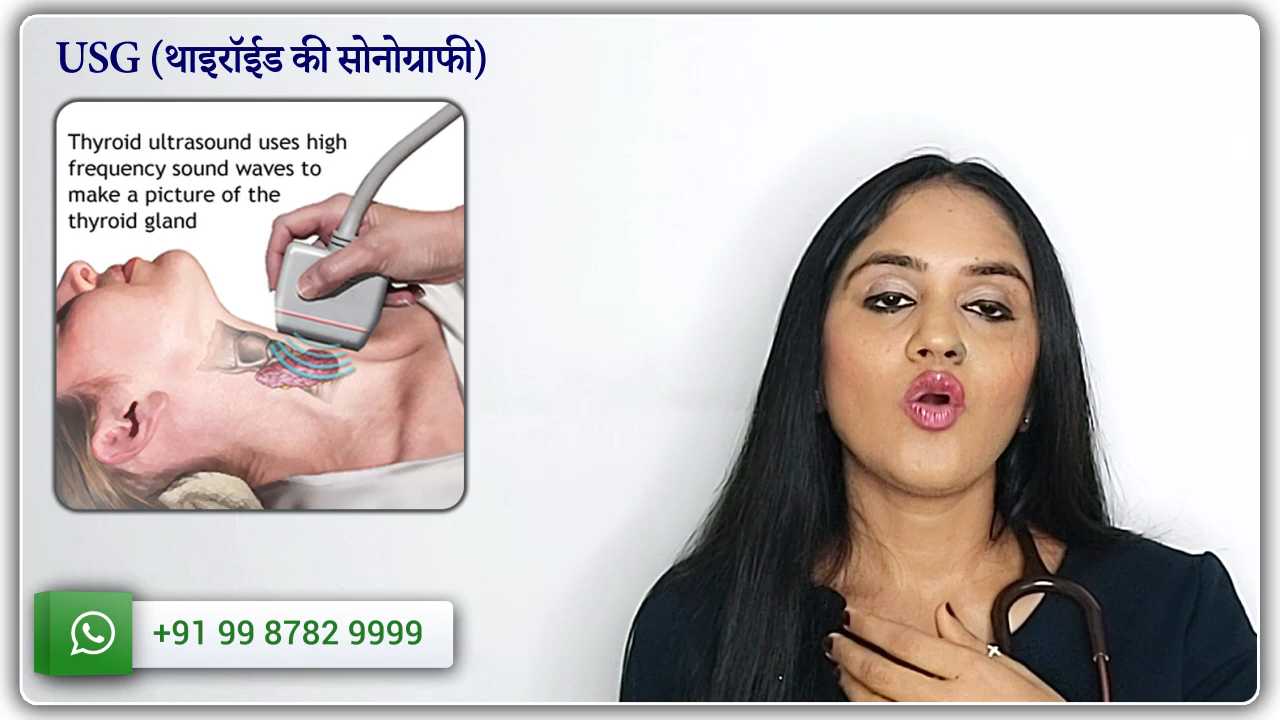 USG (थाइरॉईड की सोनोग्राफी)
Thyroid ultrasound uses high
frequency sound waves to
make a picture of the
thyroid gland
+91 99 8782 9999